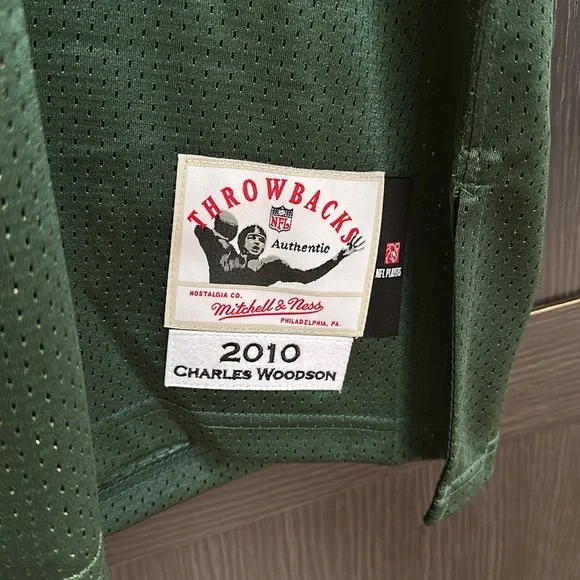 THROWBACKS
NFL
Authentic
NFL PLAYERS
NOSTALGIA CO.
Mitchell & Ness
PHILADELPHIA, PA.
2010
CHARLES WOODSON